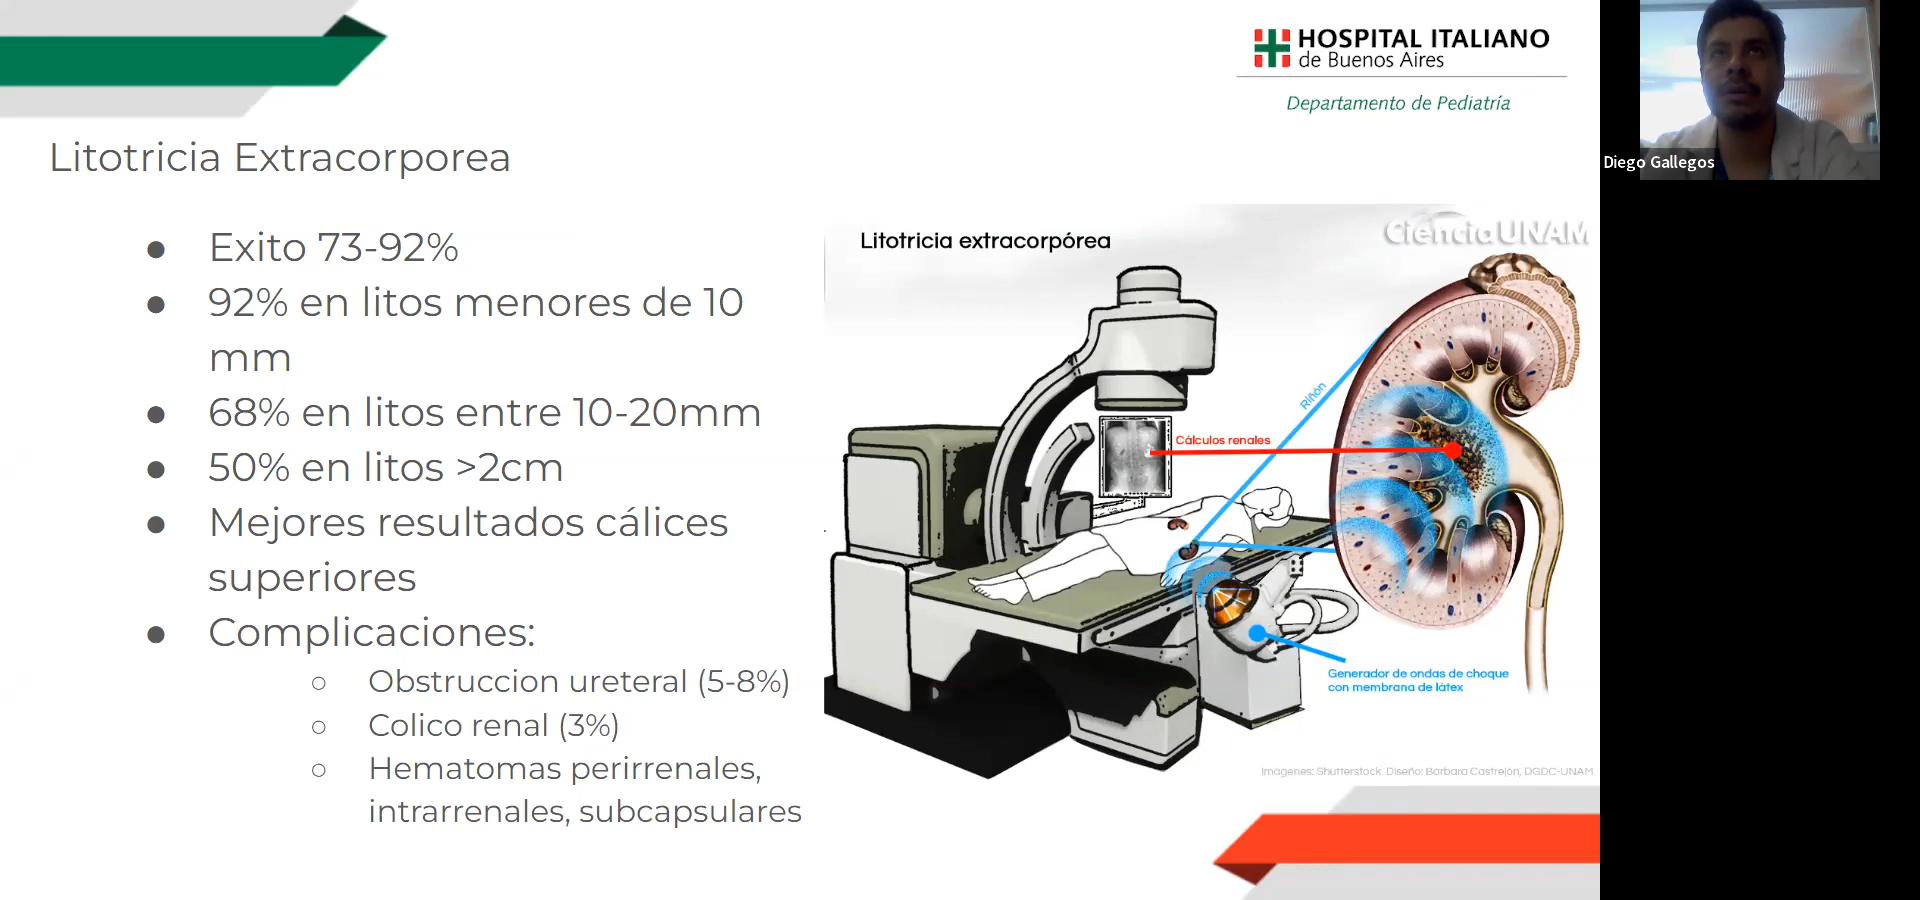 HOSPITAL ITALIANO
de Buenos Aires
Departamento de Pediatría
Diego Gallegos
Litotricia Extracorporea
● Exito 73-92%
● 92% en litos menores de 10
mm
● 68% en litos entre 10-20mm
● 50% en litos >2cm
● Mejores resultados cálices
superiores
● Complicaciones:
○ Obstruccion ureteral (5-8%)
○ Colico renal (3%)
○ Hematomas perirrenales,
intrarrenales, subcapsulares
Litotricia extracorpórea
Ciencia UNAM
Riñón
Cálculos renales
Generador de ondas de choque
con membrana de látex
Imágenes: Shutterstock. Diseño: Bárbara Castrejón, DGDC-UNAM